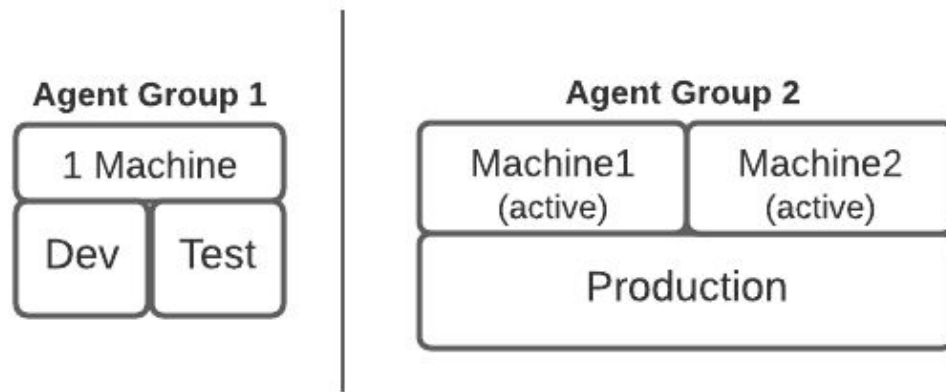 Agent Group 1
1 Machine
Dev
Test
Agent Group 2
Machine1
(active)
Machine2
(active)
Production